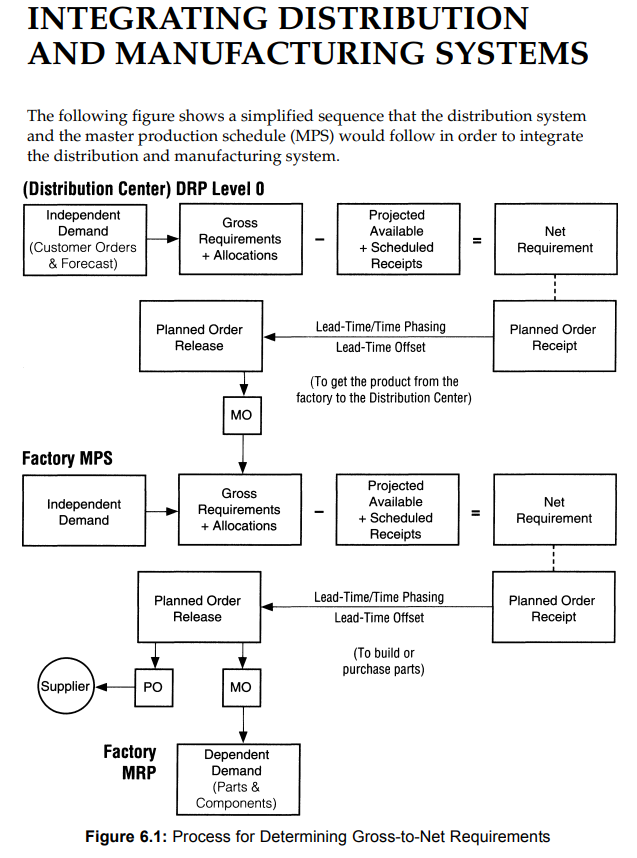 INTEGRATING DISTRIBUTION
AND MANUFACTURING SYSTEMS
The following figure shows a simplified sequence that the distribution system
and the master production schedule (MPS) would follow in order to integrate
the distribution and manufacturing system.
(Distribution Center) DRP Level 0
Independent
Demand
(Customer Orders
& Forecast)
Gross
Requirements
+ Allocations
–
Projected
Available
+ Scheduled
Receipts
=
Net
Requirement
Planned Order
Release
Lead-Time/Time Phasing
Lead-Time Offset
Planned Order
Receipt
(To get the product from the
factory to the Distribution Center)
MO
Factory MPS
Independent
Demand
Gross
Requirements
+ Allocations
–
Projected
Available
+ Scheduled
Receipts
=
Net
Requirement
Planned Order
Release
Lead-Time/Time Phasing
Lead-Time Offset
Planned Order
Receipt
(To build or
purchase parts)
Supplier
PO
MO
Factory
MRP
Dependent
Demand
(Parts &
Components)
Figure 6.1: Process for Determining Gross-to-Net Requirements